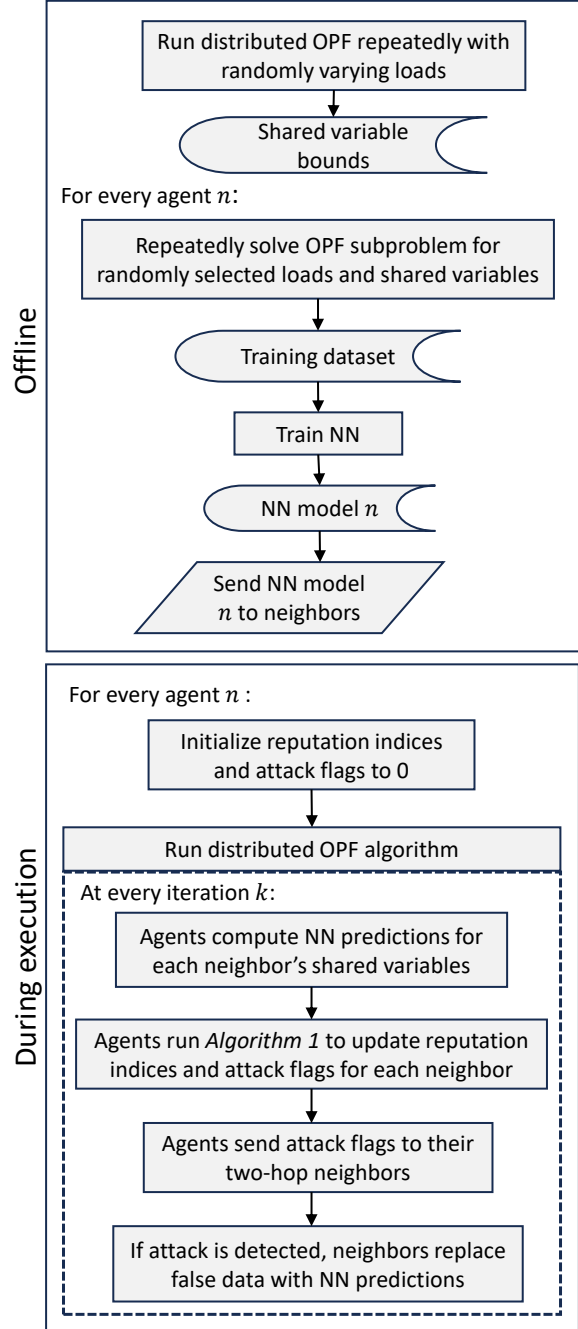 Offline
Run distributed OPF repeatedly with
randomly varying loads
Shared variable
bounds
For every agent n:
Repeatedly solve OPF subproblem for
randomly selected loads and shared variables
Training dataset
Train NN
NN model n
Send NN model
n to neighbors
During execution
For every agent n :
Initialize reputation indices
and attack flags to 0
Run distributed OPF algorithm
At every iteration k:
Agents compute NN predictions for
each neighbor’s shared variables
Agents run Algorithm 1 to update reputation
indices and attack flags for each neighbor
Agents send attack flags to their
two-hop neighbors
If attack is detected, neighbors replace
false data with NN predictions